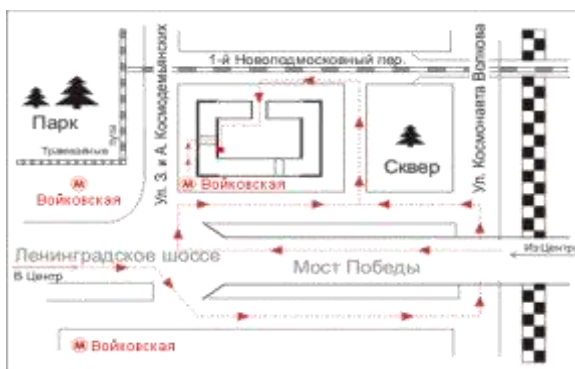 1-й Новоподмосковный пер.
Ул. З. и А. Космодемьянских
Ул. Космонавта Волкова
Парк
Трамвайные
пути
Сквер
М Войковская
М
Войковская
Ленинградское шоссе
В Центр
Мост Победы
Из Центра
М Войковская